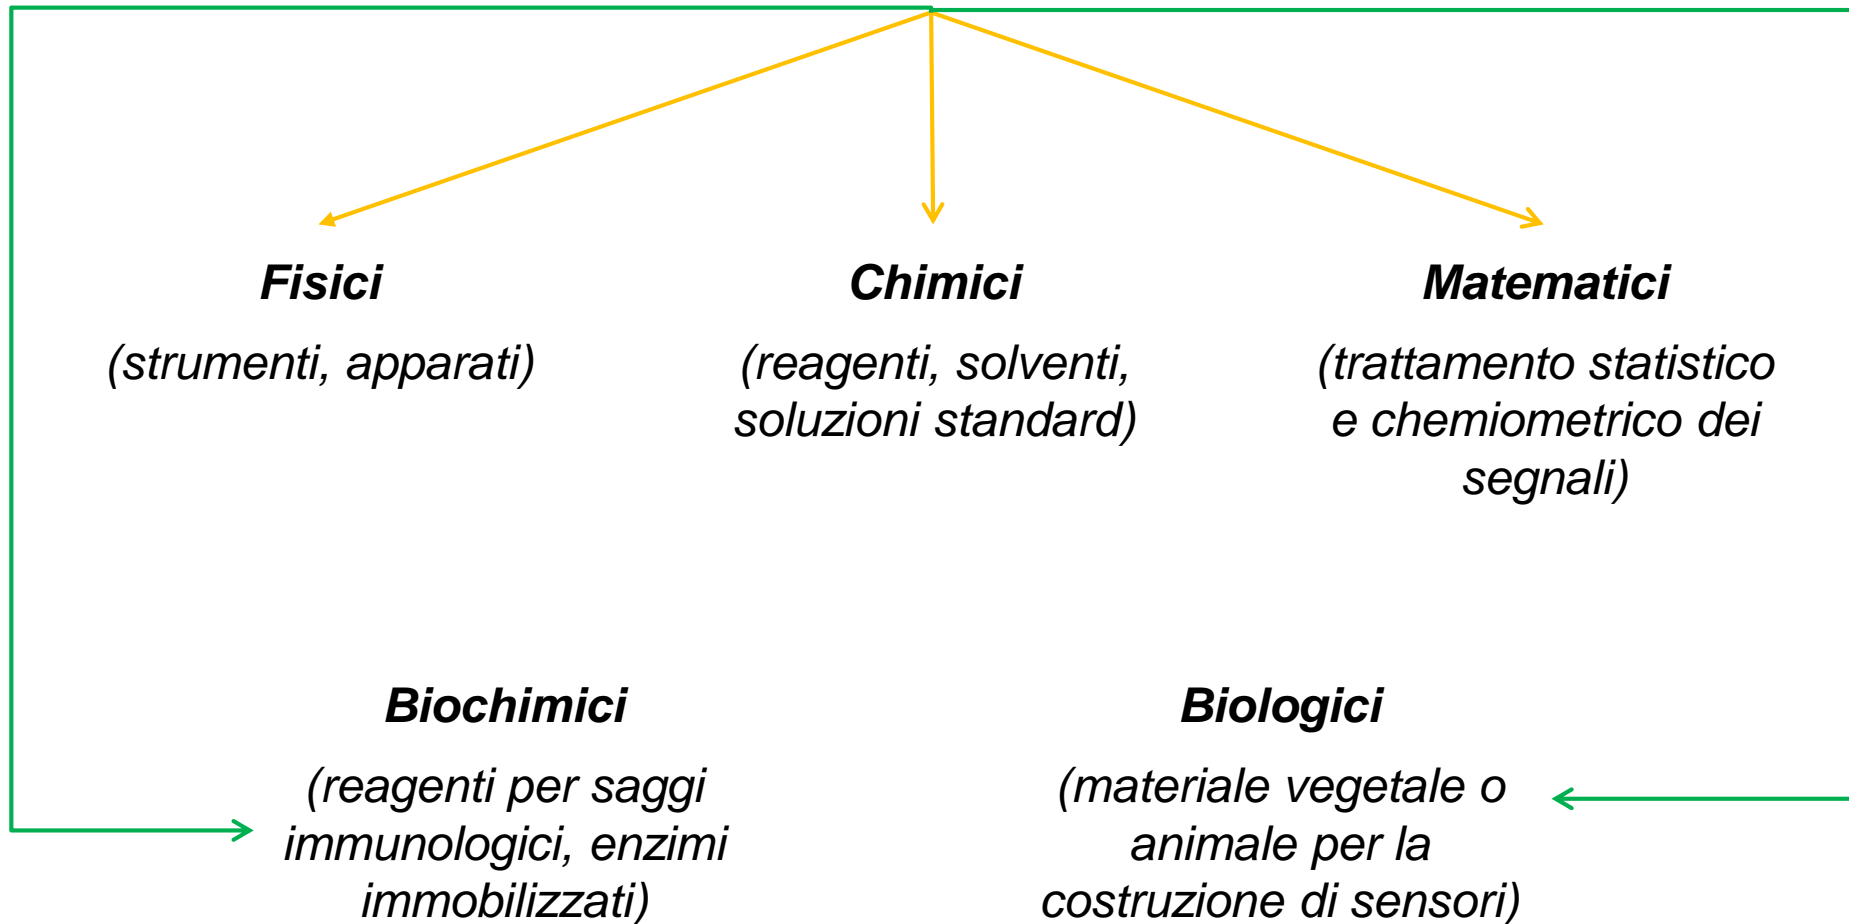 Fisici
(strumenti, apparati)
Chimici
(reagenti, solventi,
soluzioni standard)
Matematici
(trattamento statistico
e chemiometrico dei
segnali)
Biochimici
(reagenti per saggi
immunologici, enzimi
immobilizzati)
Biologici
(materiale vegetale o
animale per la
costruzione di sensori)